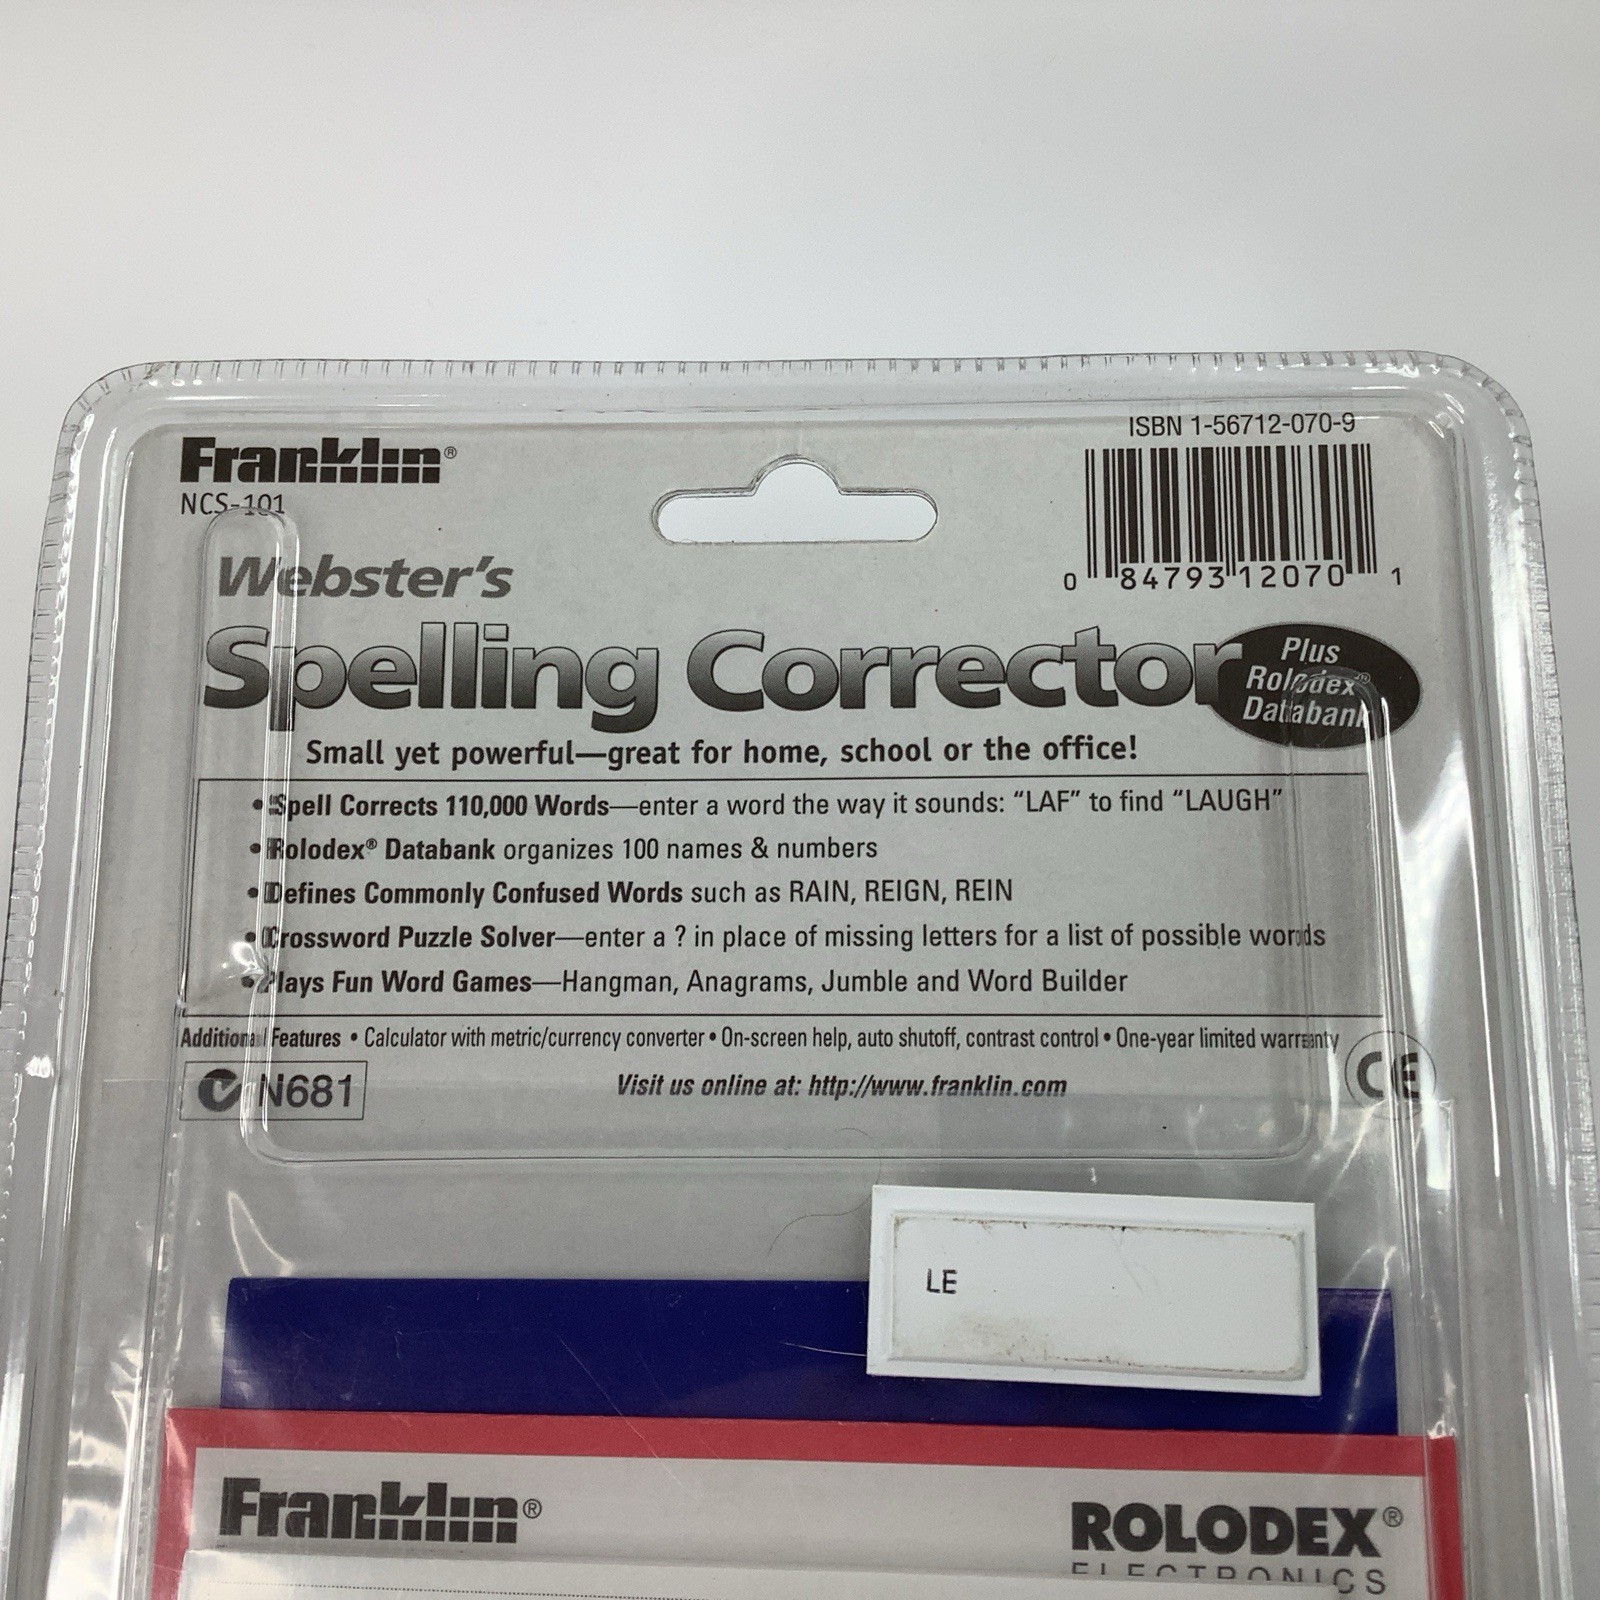 ISBN 1-56712-070-9
Franklin®
NCS-101
0 84793 12070 1
Webster's
Spelling Corrector
Plus
Rolodex®
Databank
Small yet powerful—great for home, school or the office!
• Spell Corrects 110,000 Words—enter a word the way it sounds: “LAF” to find “LAUGH”
• Rolodex® Databank organizes 100 names & numbers
• Defines Commonly Confused Words such as RAIN, REIGN, REIN
• Crossword Puzzle Solver—enter a ? in place of missing letters for a list of possible words
• Plays Fun Word Games—Hangman, Anagrams, Jumble and Word Builder
Additional Features • Calculator with metric/currency converter • On-screen help, auto shutoff, contrast control • One-year limited warranty
N681
Visit us online at: http://www.franklin.com
CE
LE
Franklin®
ROLODEX®
ELECTRONICS